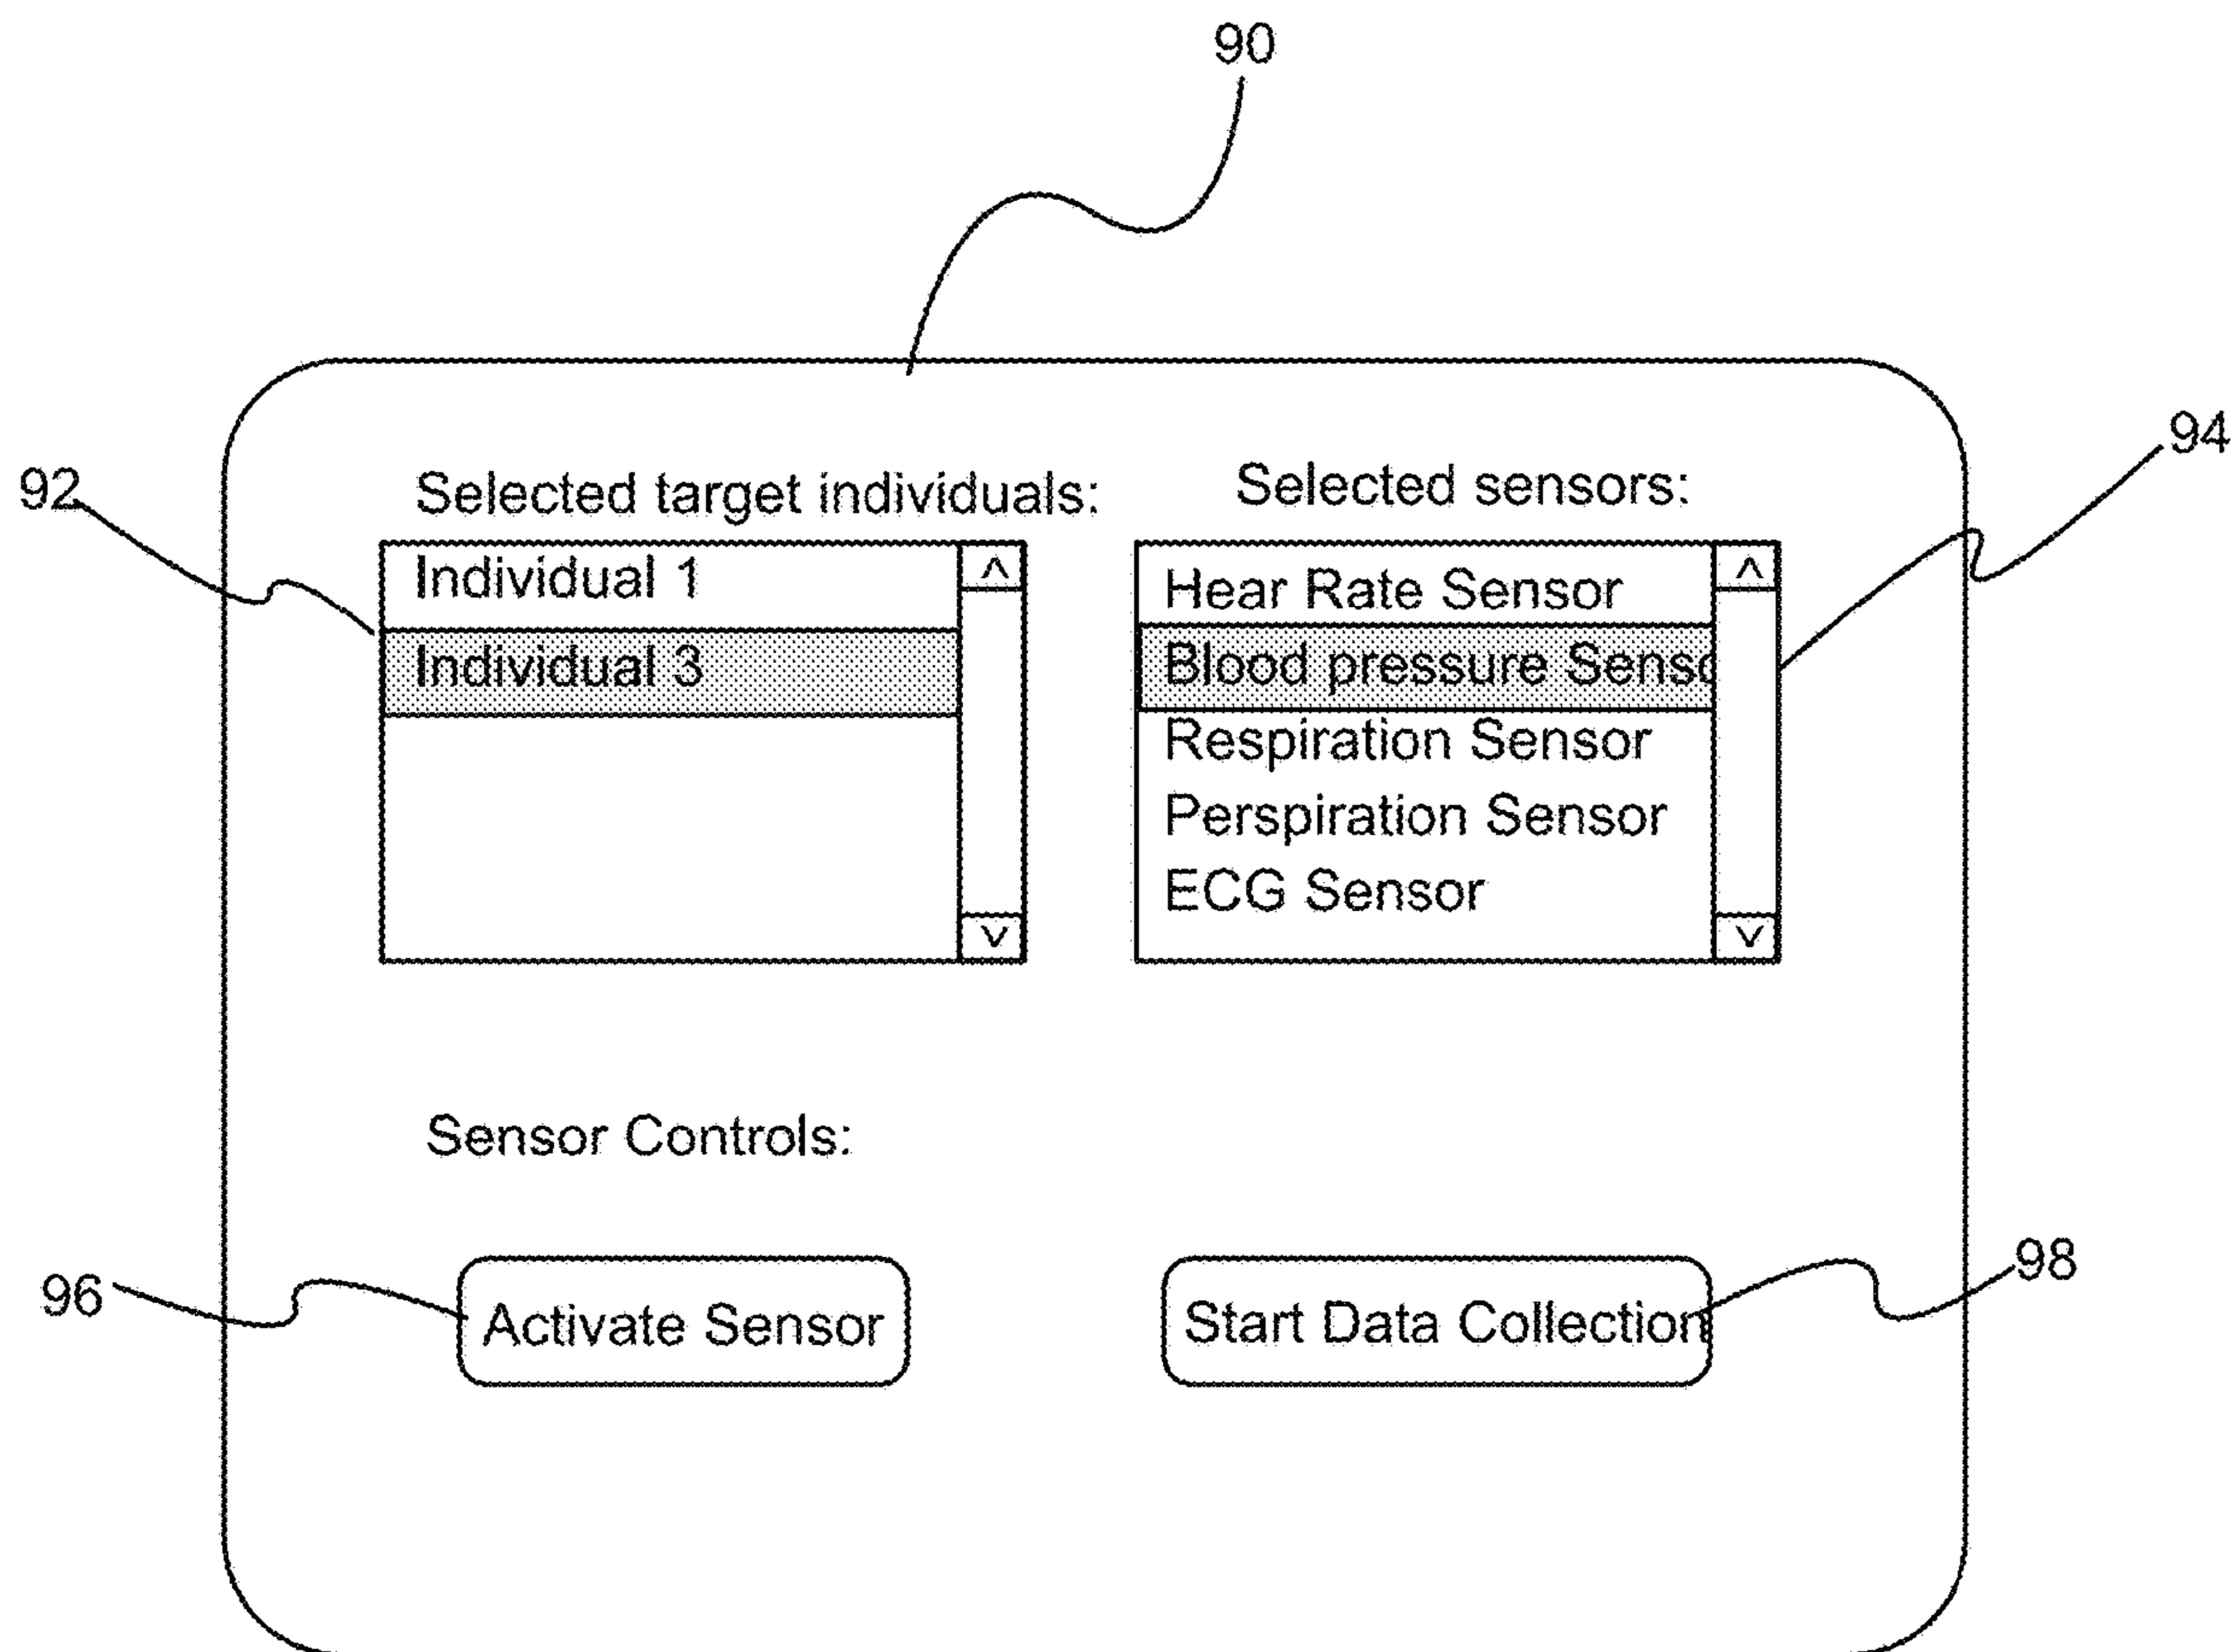 90
94
92
Selected target individuals:
Selected sensors:
Individual 1
Individual 3
Hear Rate Sensor
Blood pressure Senso
Respiration Sensor
Perspiration Sensor
ECG Sensor
Sensor Controls:
96
Activate Sensor
Start Data Collection
98